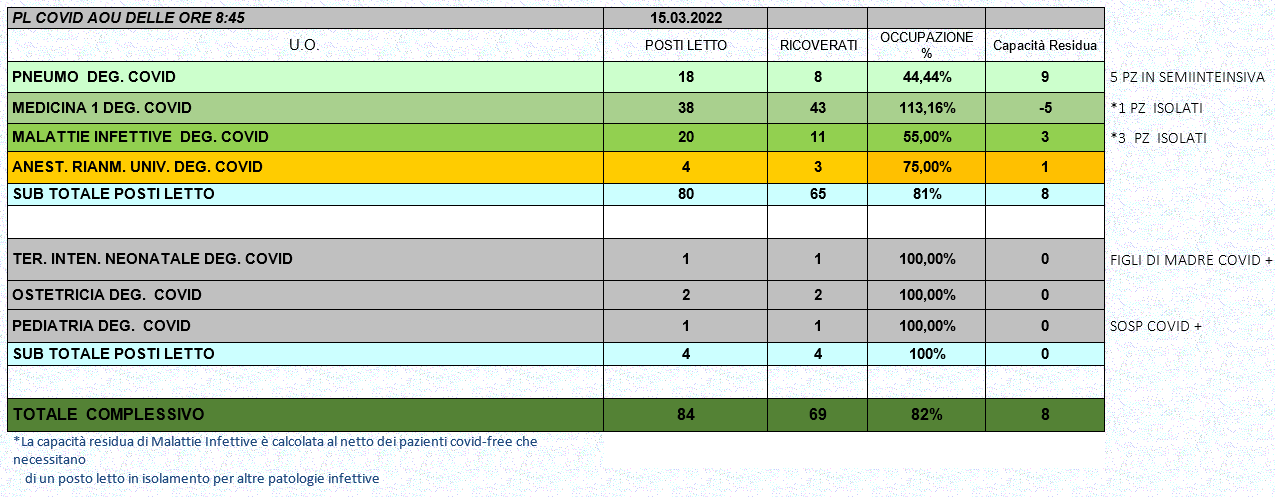 PL COVID AOU DELLE ORE 8:45 15.03.2022
U.O. POSTI LETTO RICOVERATI OCCUPAZIONE % Capacità Residua
PNEUMO DEG. COVID 18 8 44,44% 9 5 PZ IN SEMIINTEINSIVA
MEDICINA 1 DEG. COVID 38 43 113,16% -5 *1 PZ ISOLATI
MALATTIE INFETTIVE DEG. COVID 20 11 55,00% 3 *3 PZ ISOLATI
ANEST. RIANM. UNIV. DEG. COVID 4 3 75,00% 1
SUB TOTALE POSTI LETTO 80 65 81% 8
TER. INTEN. NEONATALE DEG. COVID 1 1 100,00% 0 FIGLI DI MADRE COVID +
OSTETRICIA DEG. COVID 2 2 100,00% 0
PEDIATRIA DEG. COVID 1 1 100,00% 0 SOSP COVID +
SUB TOTALE POSTI LETTO 4 4 100% 0
TOTALE COMPLESSIVO 84 69 82% 8
*La capacità residua di Malattie Infettive è calcolata al netto dei pazienti covid-free che
necessitano
di un posto letto in isolamento per altre patologie infettive